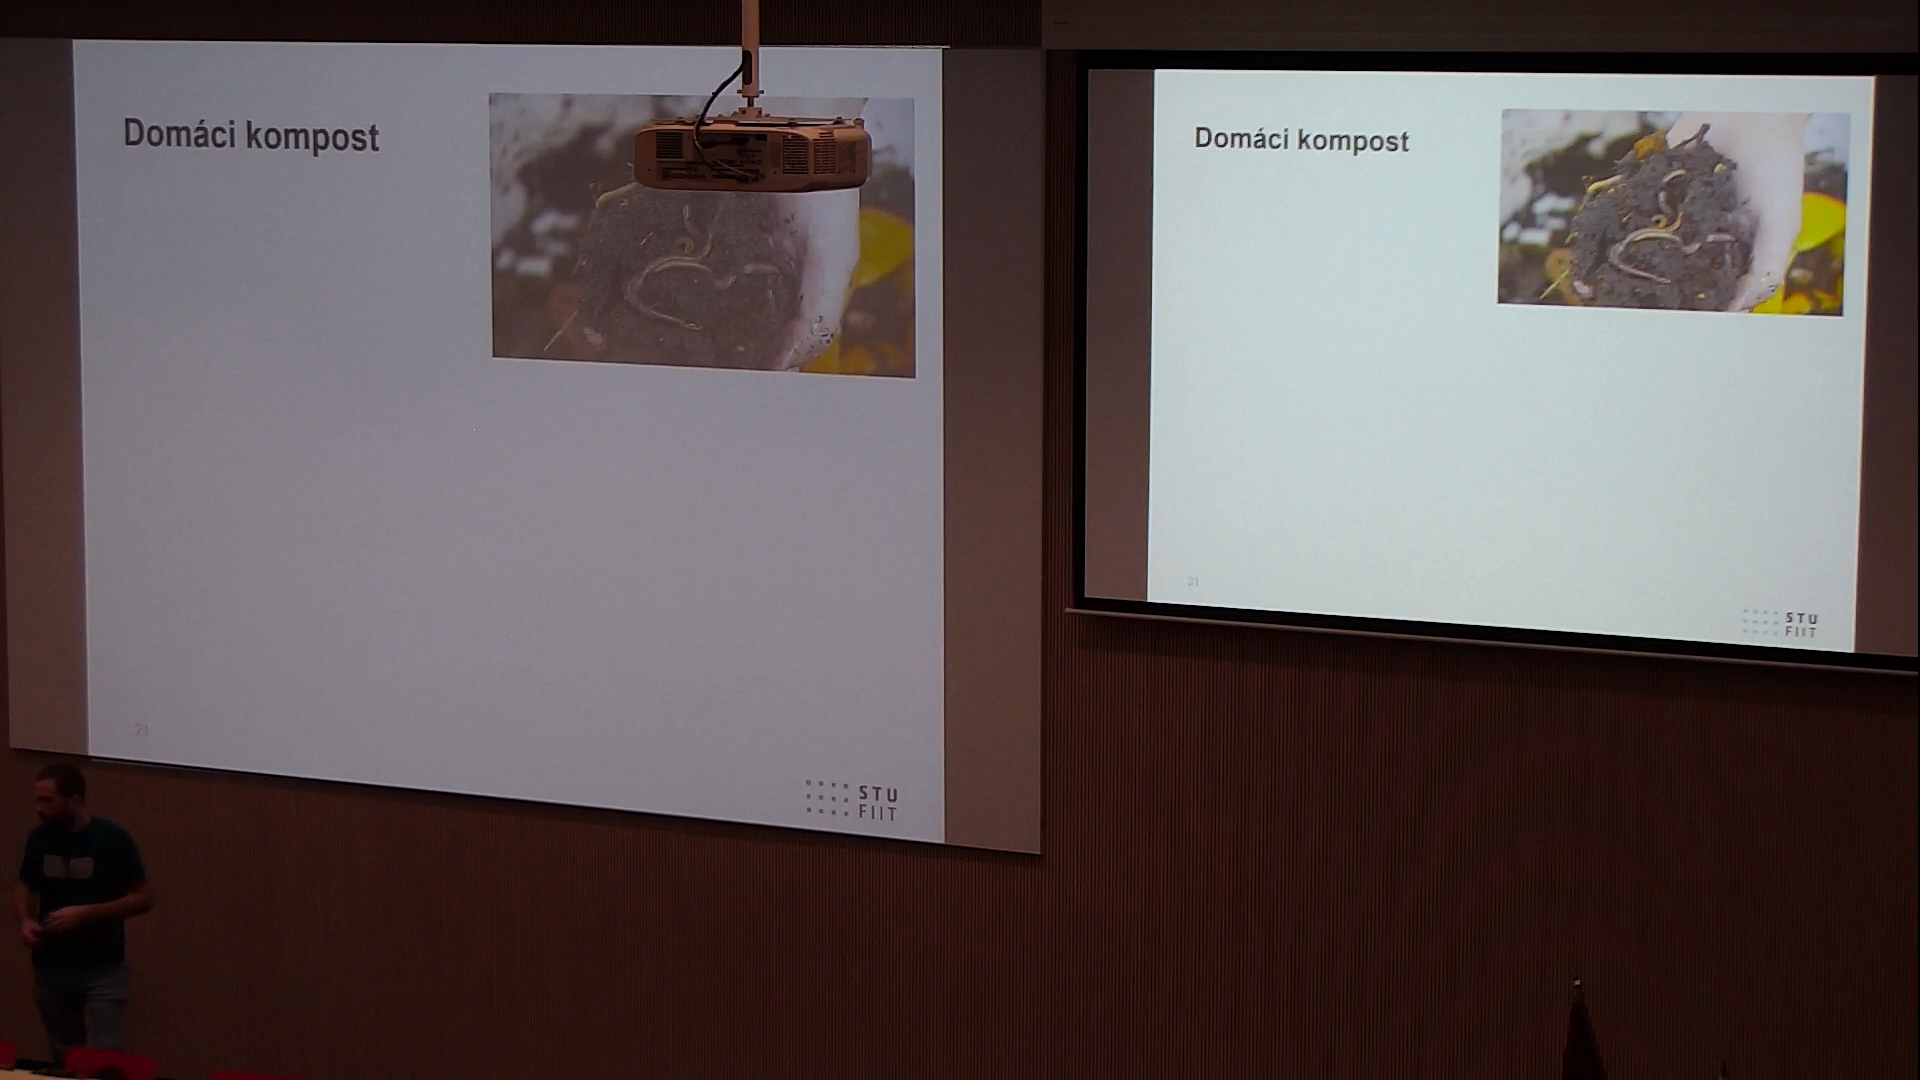 Domáci kompost
21
STU
FIIT
Domáci kompost
21
STU
FIIT